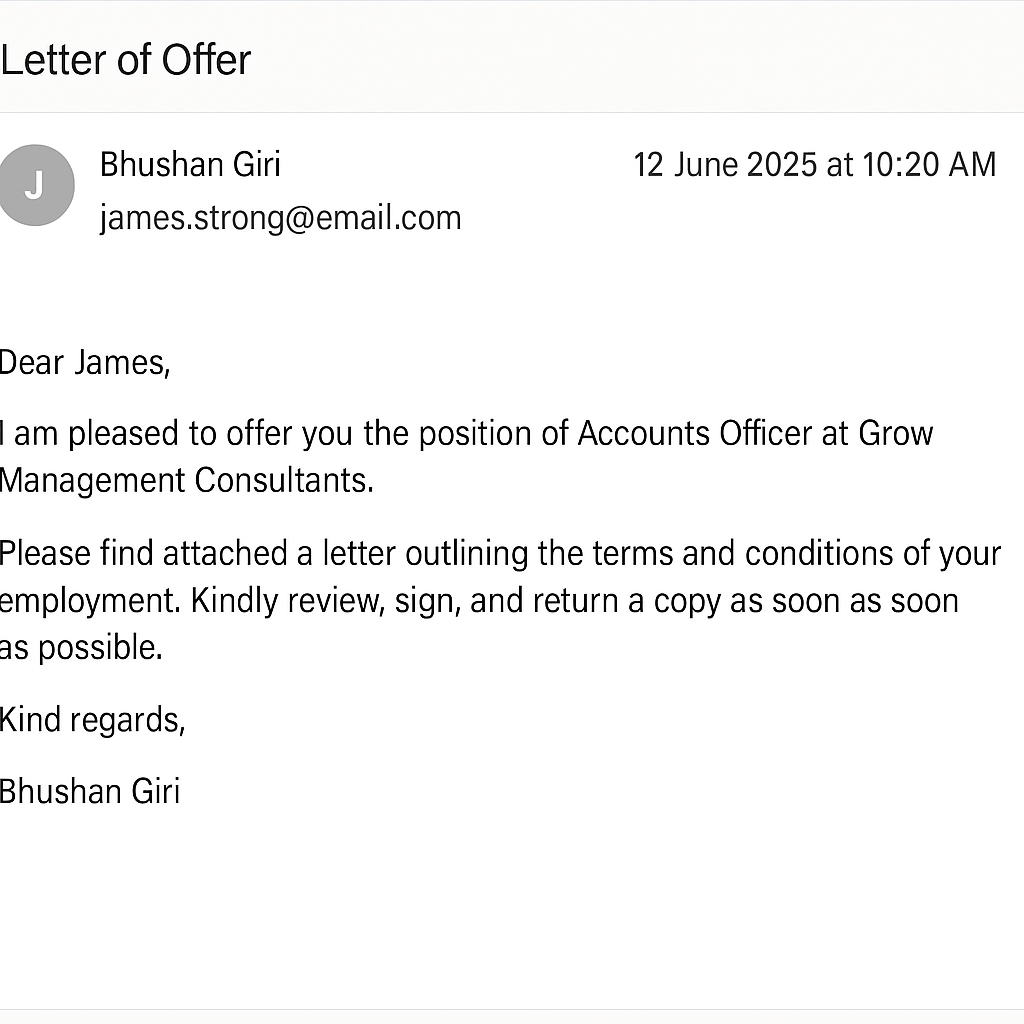 Letter of Offer
J
Bhushan Giri
12 June 2025 at 10:20 AM
james.strong@email.com
Dear James,
I am pleased to offer you the position of Accounts Officer at Grow
Management Consultants.
Please find attached a letter outlining the terms and conditions of your
employment. Kindly review, sign, and return a copy as soon as soon
as possible.
Kind regards,
Bhushan Giri